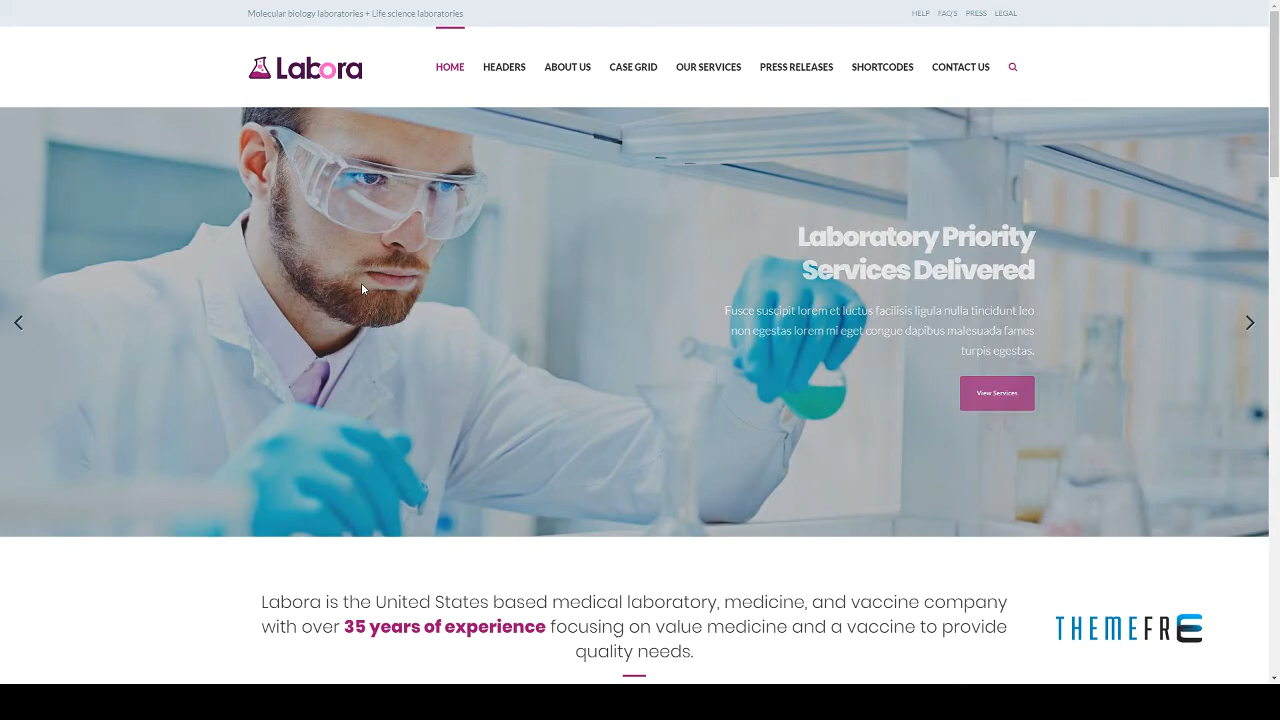 Molecular biology laboratories + Life science laboratories
HELP FAQ'S PRESS LEGAL
Labora
HOME HEADERS ABOUT US CASE GRID OUR SERVICES PRESS RELEASES SHORTCODES CONTACT US
Laboratory Priority
Services Delivered
Fusce suscipit lorem et luctus facilisis ligula nulla tincidunt leo
non egestas lorem mi eget congue dapibus malesuada fames
turpis egestas.
View Services
Labora is the United States based medical laboratory, medicine, and vaccine company
with over 35 years of experience focusing on value medicine and a vaccine to provide
quality needs.
THEMEFRE